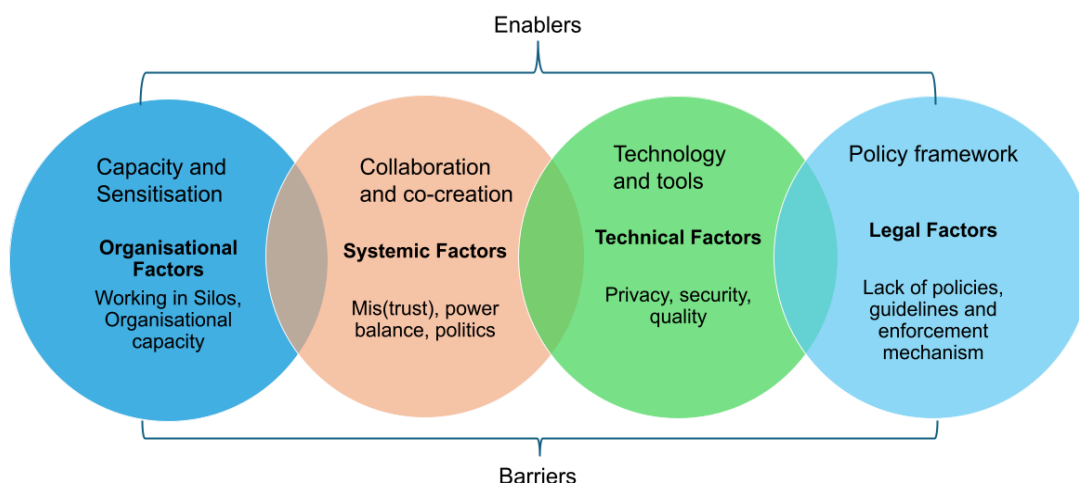 Enablers
Capacity and
Sensitisation
Organisational
Factors
Working in Silos,
Organisational
capacity
Collaboration
and co-creation
Systemic Factors
Mis(trust), power
balance, politics
Technology
and tools
Technical Factors
Privacy, security,
quality
Policy framework
Legal Factors
Lack of policies,
guidelines and
enforcement
mechanism
Barriers